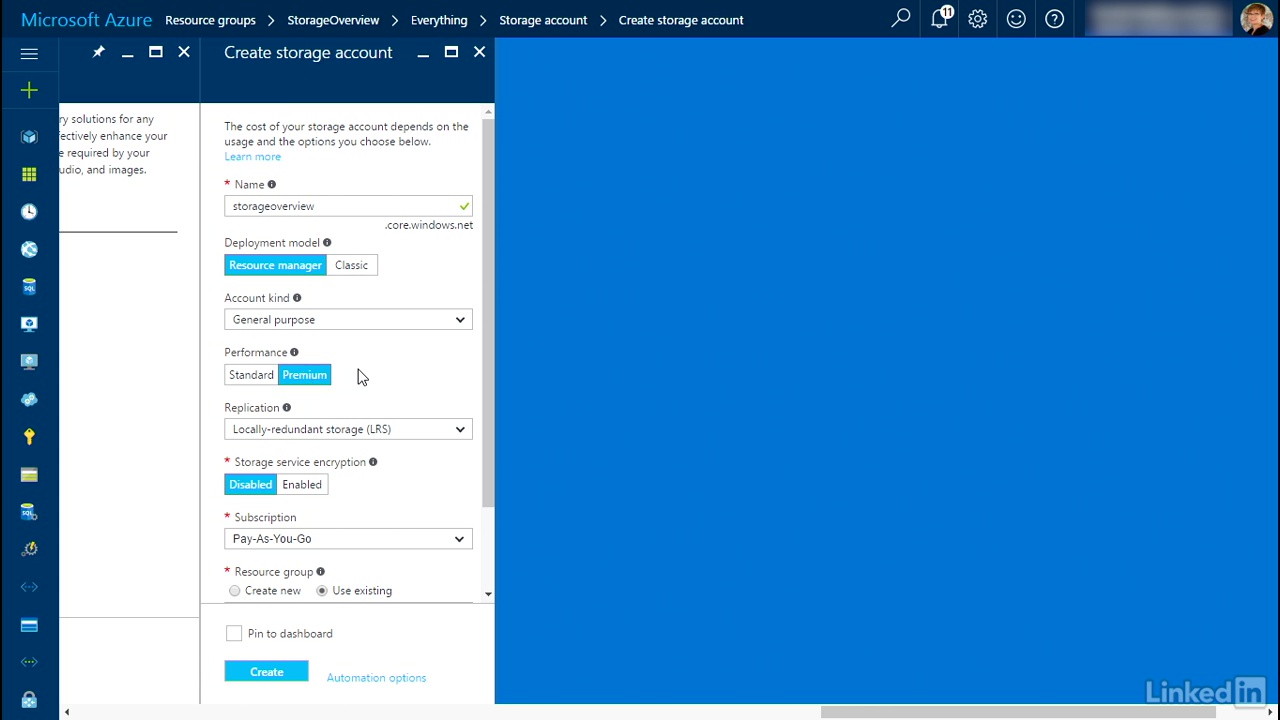 Microsoft Azure Resource groups > StorageOverview > Everything > Storage account > Create storage account
11
Create storage account
ry solutions for any
fectively enhance your
e required by your
udio, and images.
The cost of your storage account depends on the
usage and the options you choose below.
Learn more
* Name
storageoverview
.core.windows.net
Deployment model
Resource manager Classic
Account kind
General purpose
Performance
Standard Premium
Replication
Locally-redundant storage (LRS)
* Storage service encryption
Disabled Enabled
* Subscription
Pay-As-You-Go
* Resource group
Create new Use existing
Pin to dashboard
Create Automation options
SQL
SQL
LinkedIn